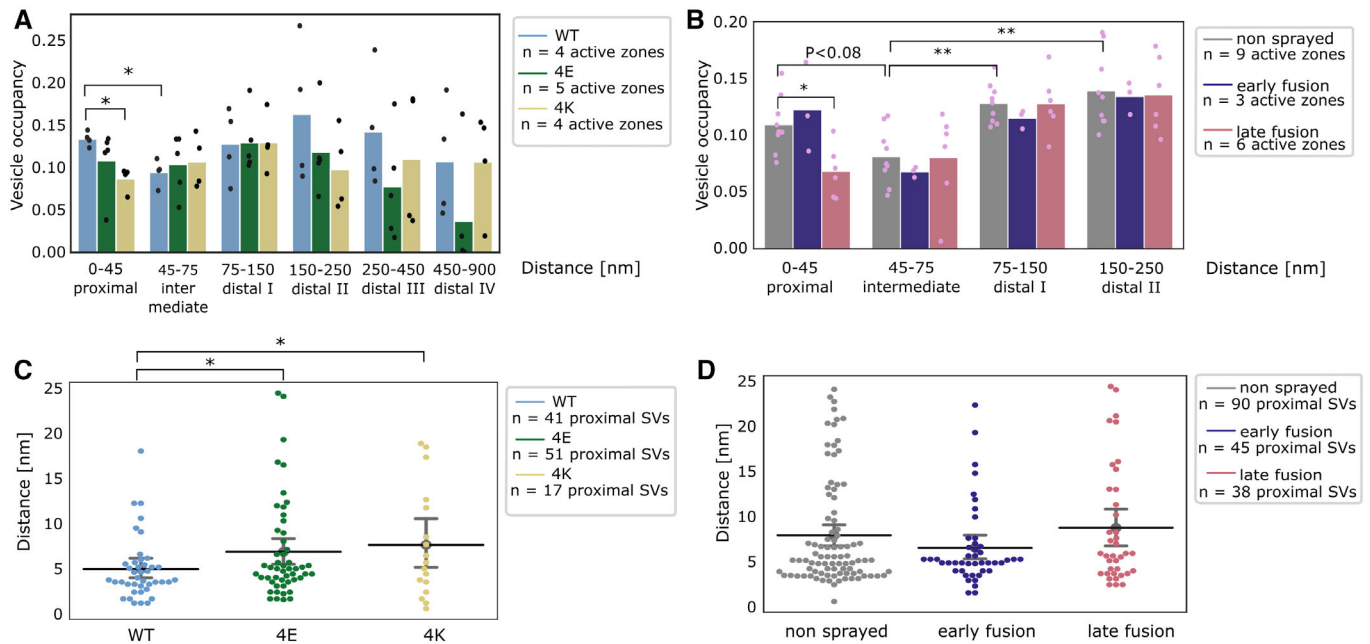 A
Vesicle occupancy
0.25
0.20
0.15
0.10
0.05
0.00
*
*
0-45
proximal
45-75
inter
mediate
75-150
distal I
150-250
distal II
250-450
distal III
450-900
distal IV
Distance [nm]
WT
n = 4 active zones
4E
n = 5 active zones
4K
n = 4 active zones
B
Vesicle occupancy
0.20
0.15
0.10
0.05
0.00
P<0.08
*
**
**
0-45
proximal
45-75
intermediate
75-150
distal I
150-250
distal II
Distance [nm]
non sprayed
n = 9 active zones
early fusion
n = 3 active zones
late fusion
n = 6 active zones
C
Distance [nm]
25
20
15
10
5
0
*
*
WT
4E
4K
WT
n = 41 proximal SVs
4E
n = 51 proximal SVs
4K
n = 17 proximal SVs
D
Distance [nm]
25
20
15
10
5
0
non sprayed
early fusion
late fusion
non sprayed
n = 90 proximal SVs
early fusion
n = 45 proximal SVs
late fusion
n = 38 proximal SVs